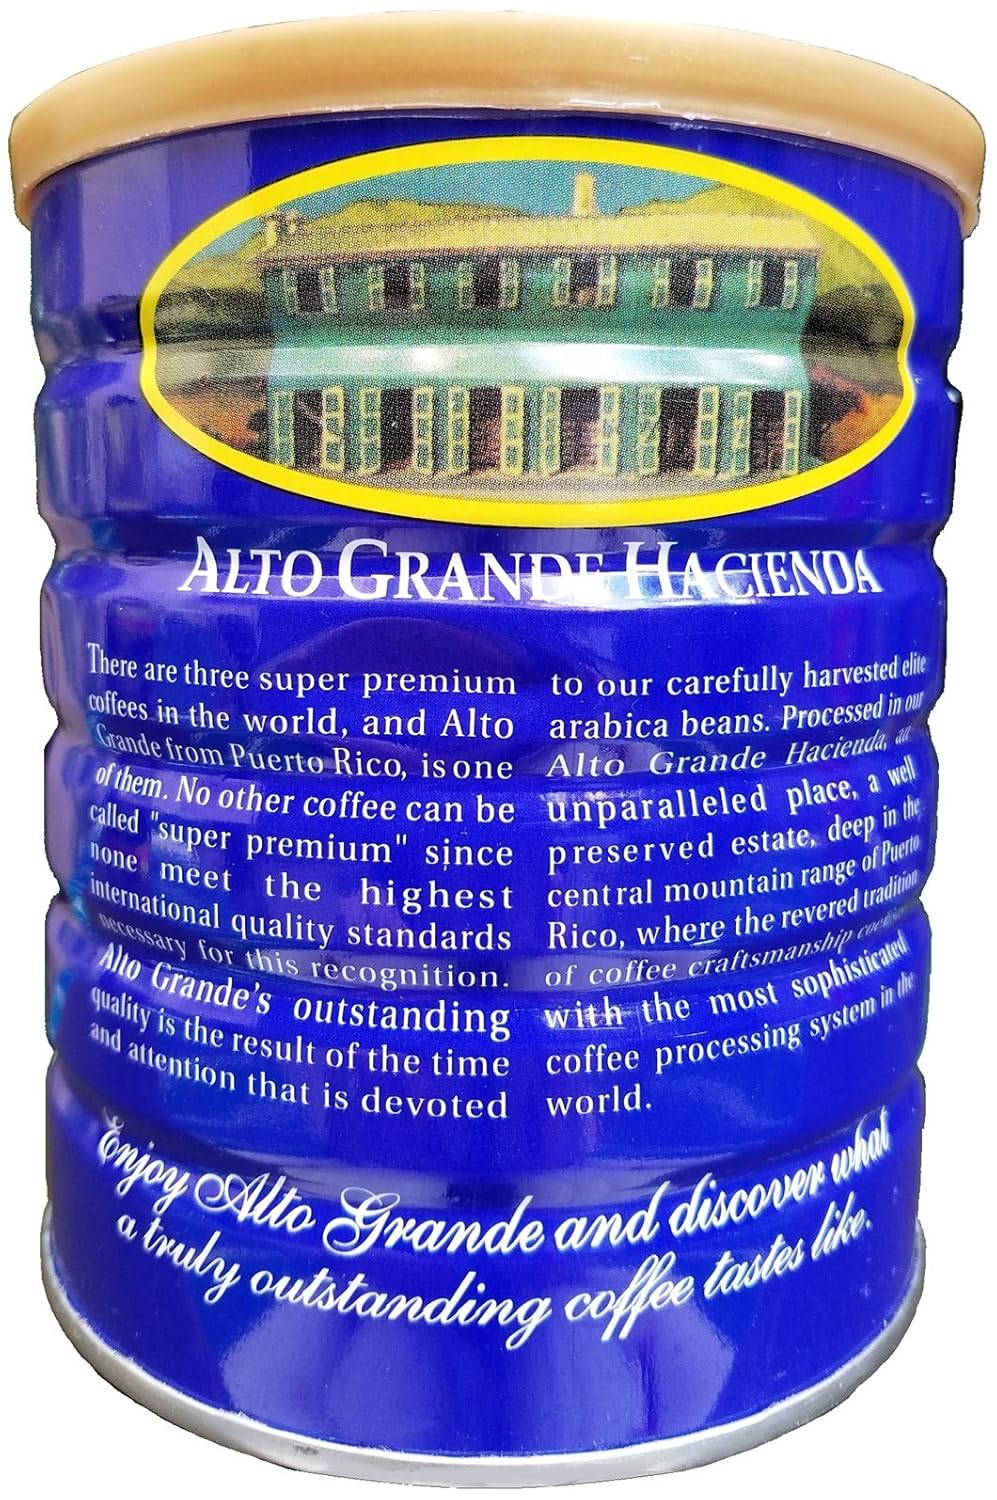 ALTO GRANDE HACIENDA
There are three super premium
coffees in the world, and Alto
Grande from Puerto Rico, is one
of them. No other coffee can be
called "super premium" since
none meet the highest
international quality standards
necessary for this recognition.
Alto Grande's outstanding
quality is the result of the time
and attention that is devoted
to our carefully harvested elite
arabica beans. Processed in our
Alto Grande Hacienda, an
unparalleled place, a well
preserved estate, deep in the
central mountain range of Puerto
Rico, where the revered tradition
of coffee craftsmanship
with the most sophisticated
coffee processing system in the
world.
Enjoy Alto Grande and discover what
a truly outstanding coffee tastes like.